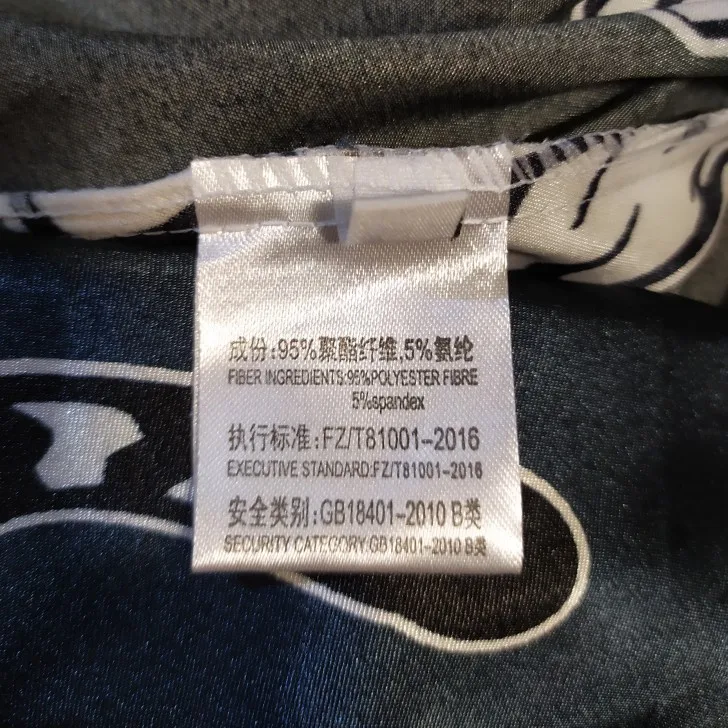 成份:95%聚酯纤维,5%氨纶
FIBER INGREDIENTS:95%POLYESTER FIBRE
5%spandex
执行标准:FZ/T81001-2016
EXECUTIVE STANDARD:FZ/T81001-2016
安全类别:GB18401-2010 B类
SECURITY CATEGORY:GB18401-2010 B类